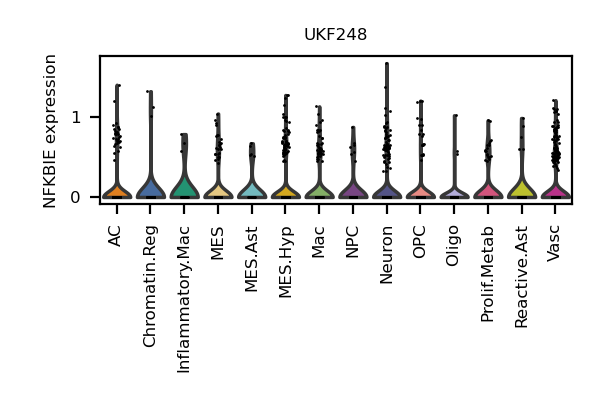 UKF248
NFKBIE expression
1
0
AC
Chromatin.Reg
Inflammatory.Mac
MES
MES.Ast
MES.Hyp
Mac
NPC
Neuron
OPC
Oligo
Prolif.Metab
Reactive.Ast
Vasc